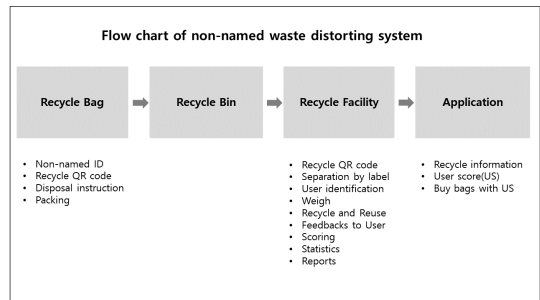 Flow chart of non-named waste distorting system
Recycle Bag
Recycle Bin
Recycle Facility
Application
• Non-named ID
• Recycle QR code
• Disposal instruction
• Packing
• Recycle QR code
• Separation by label
• User identification
• Weigh
• Recycle and Reuse
• Feedbacks to User
• Scoring
• Statistics
• Reports
• Recycle information
• User score(US)
• Buy bags with US